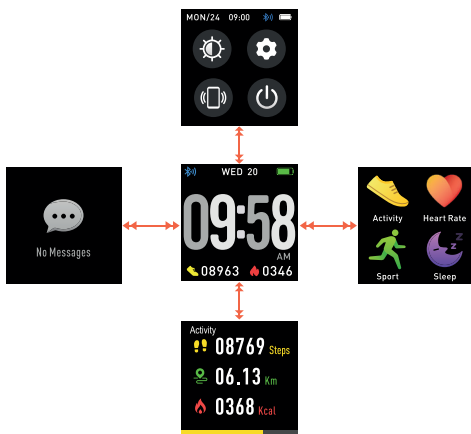 MON/24 09:00
No Messages
WED 20
09:58
AM
08963 0346
Activity Heart Rate
Sport Sleep
z z
Activity
08769 Steps
06.13 Km
0368 Kcal